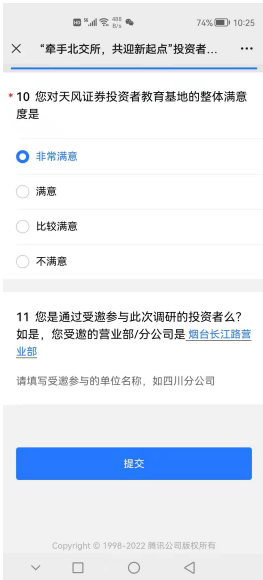 HD 5G 488 B/s 74% 10:25
“牵手北交所，共迎新起点”投资者...
* 10 您对天风证券投资者教育基地的整体满意
度是
非常满意
满意
比较满意
不满意
11 您是通过受邀参与此次调研的投资者么?
如是，您受邀的营业部/分公司是 烟台长江路营
业部
请填写受邀参与的单位名称，如四川分公司
提交
Copyright © 1998-2022 腾讯公司版权所有